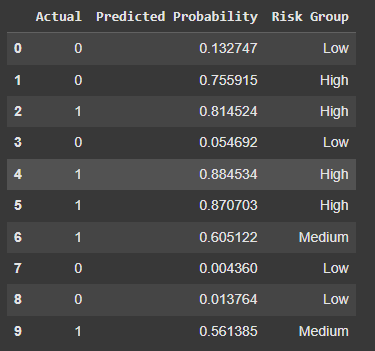 Actual Predicted Probability Risk Group
0 0 0.132747 Low
1 0 0.755915 High
2 1 0.814524 High
3 0 0.054692 Low
4 1 0.884534 High
5 1 0.870703 High
6 1 0.605122 Medium
7 0 0.004360 Low
8 0 0.013764 Low
9 1 0.561385 Medium